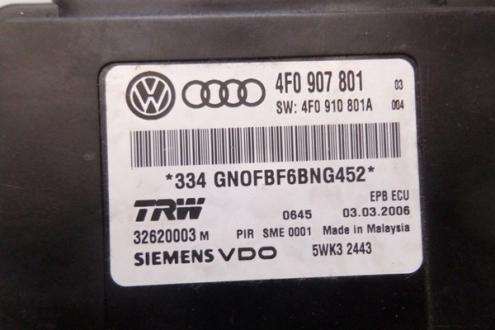 4F0 907 801 03
SW: 4F0 910 801A 004
*334 GNOFBF6BNG452*
EPB ECU
TRW 0645 03.03.2006
32620003 M PIR SME 0001 Made in Malaysia
SIEMENS VDO 5WK3 2443